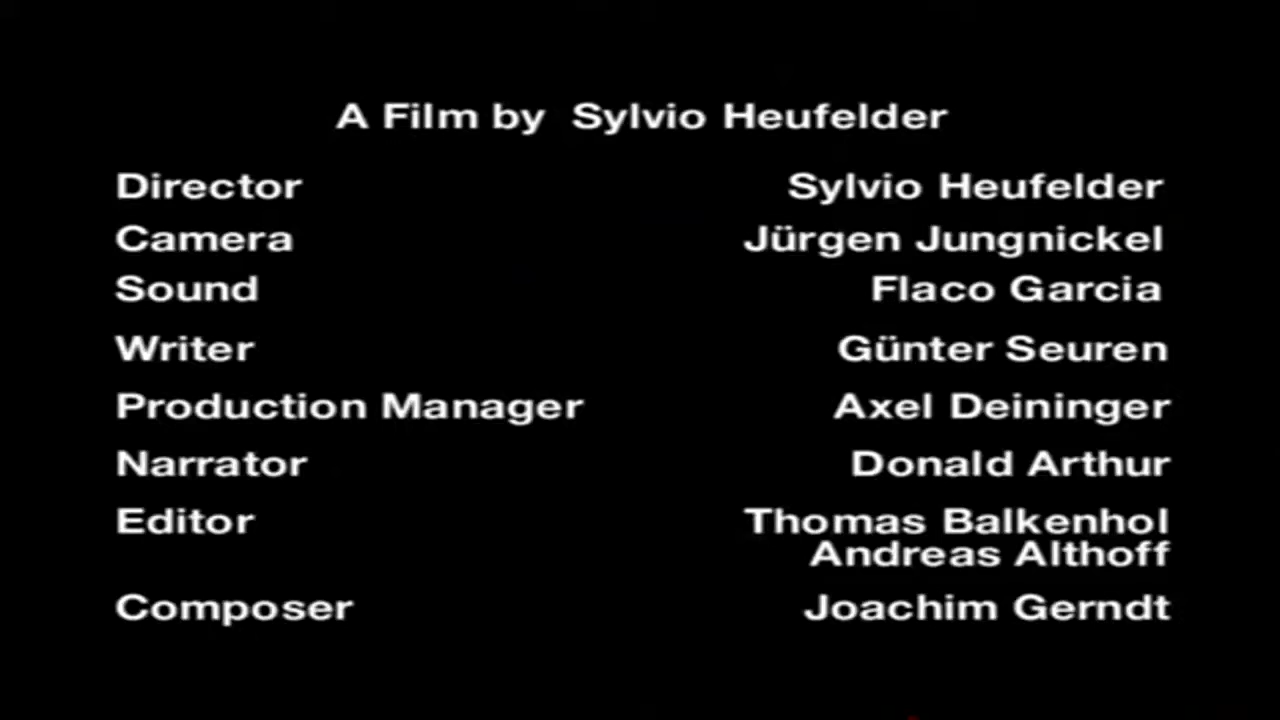 A Film by  Sylvio Heufelder
Director Sylvio Heufelder
Camera Jürgen Jungnickel
Sound Flaco Garcia
Writer Günter Seuren
Production Manager Axel Deininger
Narrator Donald Arthur
Editor Thomas Balkenhol
Andreas Althoff
Composer Joachim Gerndt